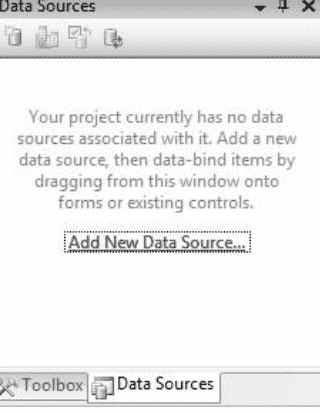 Data Sources
Your project currently has no data
sources associated with it. Add a new
data source, then data-bind items by
dragging from this window onto
forms or existing controls.
Add New Data Source...
Toolbox
Data Sources